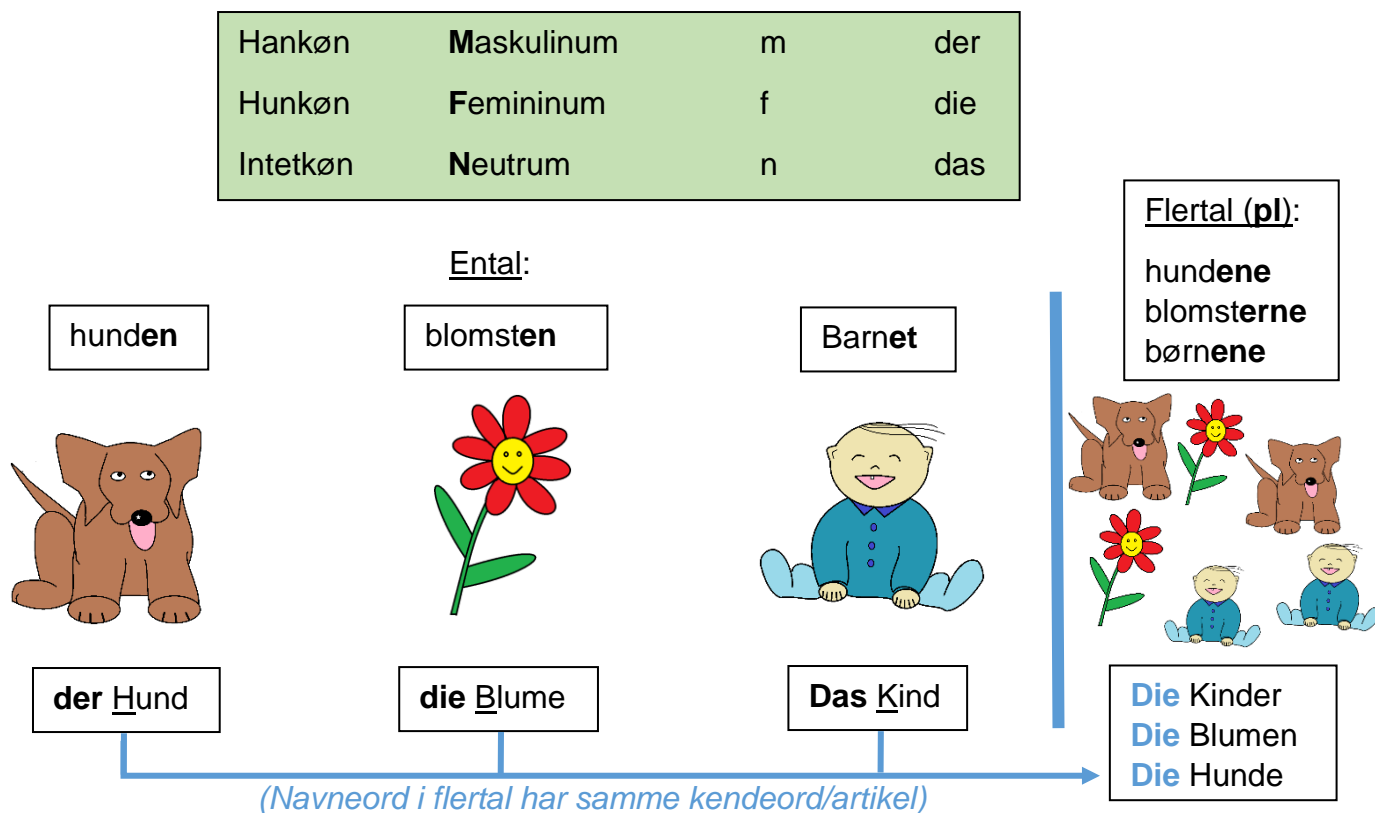 Hankøn Maskulinum m der
Hunkøn Femininum f die
Intetkøn Neutrum n das
Flertal (pl):
hundene
blomsterne
børnene
Ental:
hunden
blomsten
Barnet
der Hund
die Blume
Das Kind
Die Kinder
Die Blumen
Die Hunde
(Navneord i flertal har samme kendeord/artikel)